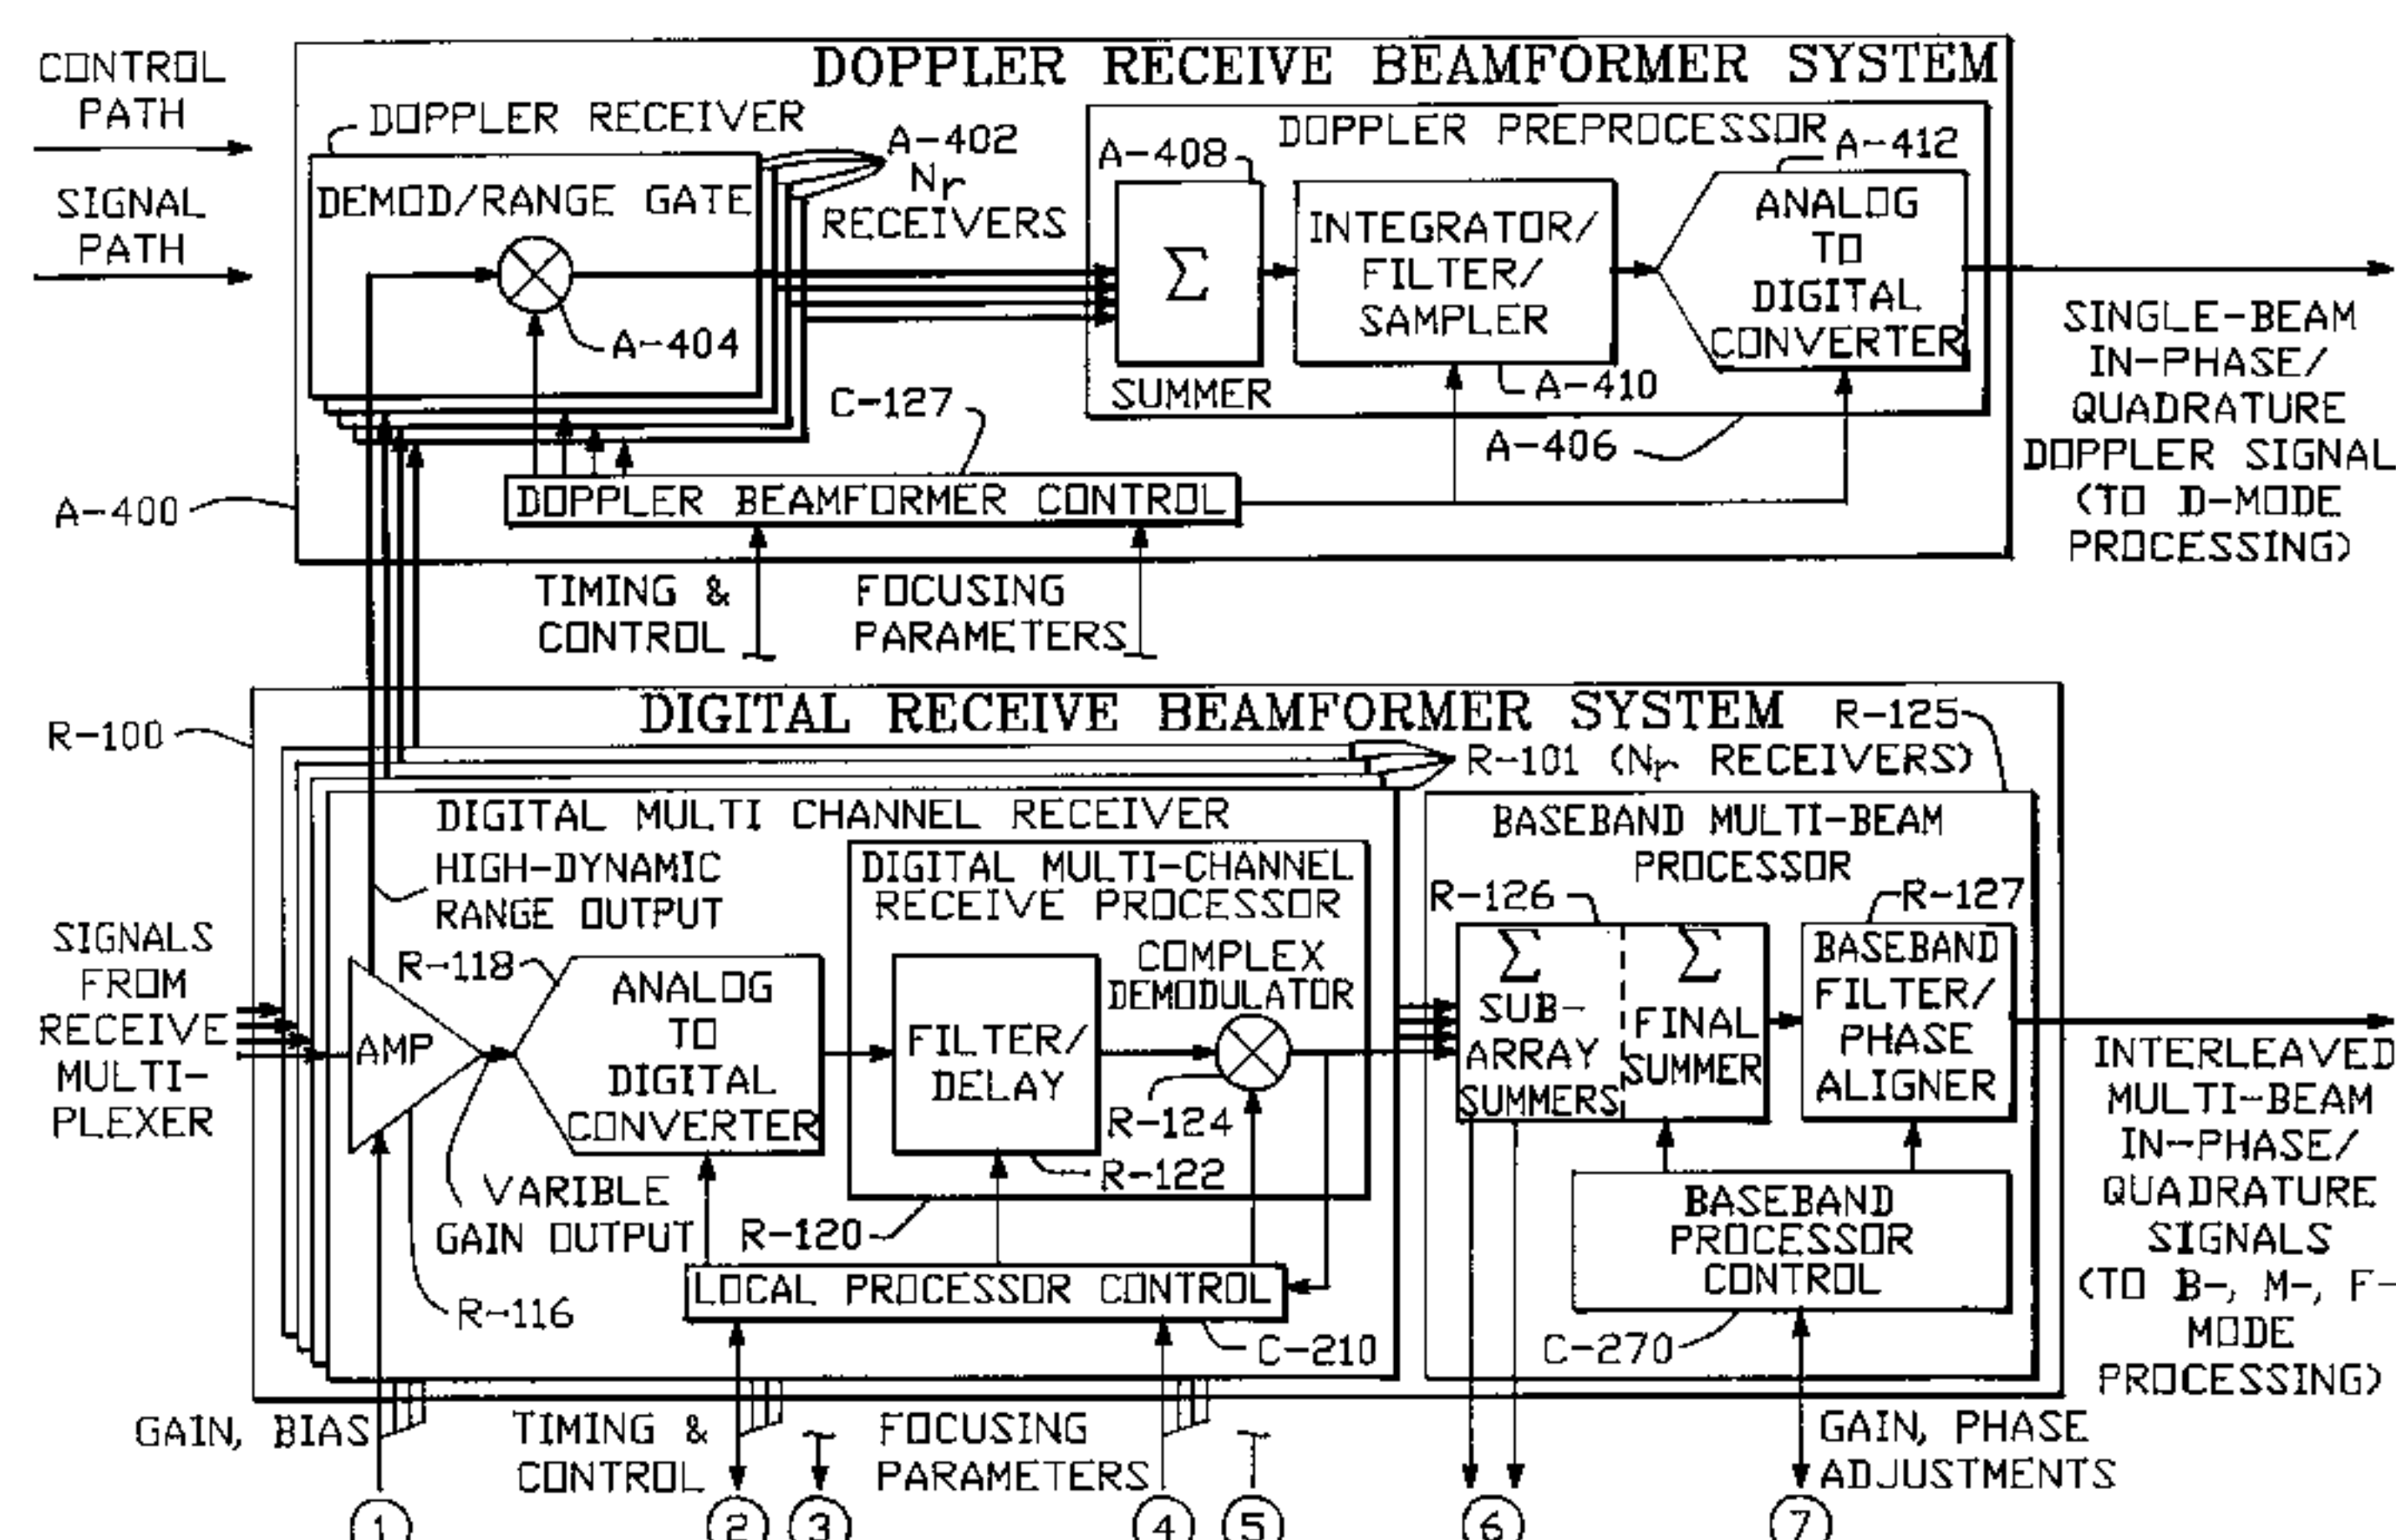 CONTROL
PATH
SIGNAL
PATH
DOPPLER RECEIVE BEAMFORMER SYSTEM
DOPPLER RECEIVER
DEMOD/RANGE GATE
A-402
Nr
RECEIVERS
A-404
DOPPLER PREPROCESSOR
A-408
Σ
SUMMER
INTEGRATOR/
FILTER/
SAMPLER
A-410
A-412
ANALOG
TO
DIGITAL
CONVERTER
A-406
C-127
DOPPLER BEAMFORMER CONTROL
A-400
TIMING &
CONTROL
FOCUSING
PARAMETERS
SINGLE-BEAM
IN-PHASE/
QUADRATURE
DOPPLER SIGNAL
(TO D-MODE
PROCESSING)
DIGITAL RECEIVE BEAMFORMER SYSTEM
R-100
R-125
R-101 (Nr RECEIVERS)
DIGITAL MULTI CHANNEL RECEIVER
HIGH-DYNAMIC
RANGE OUTPUT
SIGNALS
FROM
RECEIVE
MULTI-
PLEXER
AMP
R-118
ANALOG
TO
DIGITAL
CONVERTER
VARIBLE
GAIN OUTPUT
R-116
DIGITAL MULTI-CHANNEL
RECEIVE PROCESSOR
COMPLEX
DEMODULATOR
FILTER/
DELAY
R-124
R-122
R-120
LOCAL PROCESSOR CONTROL
C-210
BASEBAND MULTI-BEAM
PROCESSOR
R-126
R-127
Σ
SUB-
ARRAY
SUMMERS
Σ
FINAL
SUMMER
BASEBAND
FILTER/
PHASE
ALIGNER
BASEBAND
PROCESSOR
CONTROL
C-270
INTERLEAVED
MULTI-BEAM
IN-PHASE/
QUADRATURE
SIGNALS
(TO B-, M-, F-
MODE
PROCESSING)
GAIN, BIAS
TIMING &
CONTROL
FOCUSING
PARAMETERS
GAIN, PHASE
ADJUSTMENTS
1
2
3
4
5
6
7